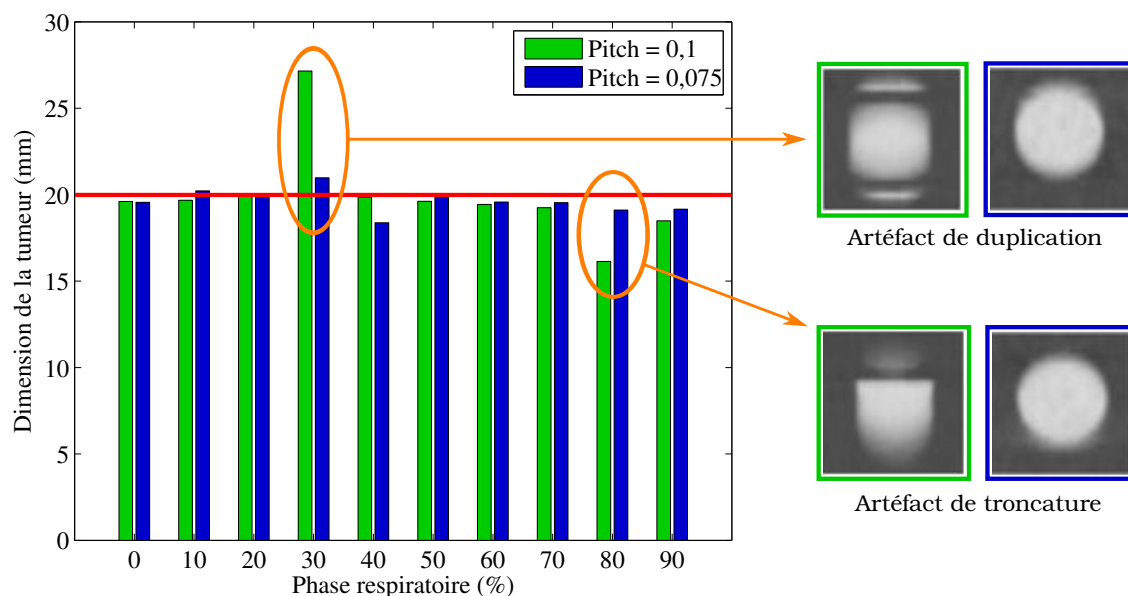 Dimension de la tumeur (mm)
30
25
20
15
10
5
0
Pitch = 0,1
Pitch = 0,075
0 10 20 30 40 50 60 70 80 90
Phase respiratoire (%)
Artéfact de duplication
Artéfact de troncature